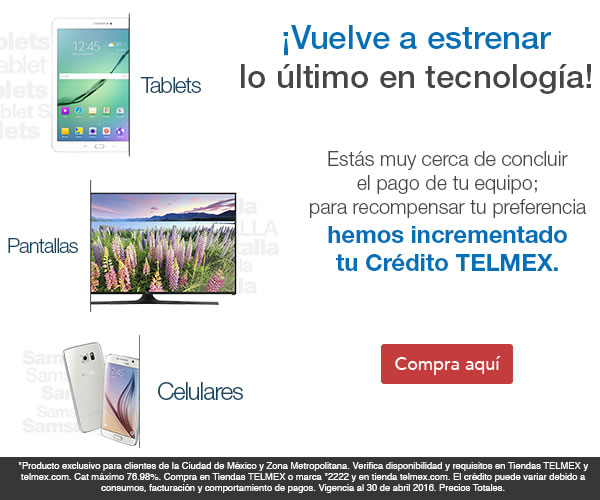 ¡Vuelve a estrenar
lo último en tecnología!
Tablets
Estás muy cerca de concluir
el pago de tu equipo;
para recompensar tu preferencia
hemos incrementado
tu Crédito TELMEX.
Pantallas
Compra aquí
Celulares
*Producto exclusivo para clientes de la Ciudad de México y Zona Metropolitana. Verifica disponibilidad y requisitos en Tiendas TELMEX y
telmex.com. Cat máximo 76.98%. Compra en Tiendas TELMEX o marca *2222 y en tienda telmex.com. El crédito puede variar debido a
consumos, facturación y comportamiento de pagos. Vigencia al 30 de abril 2016. Precios Totales.